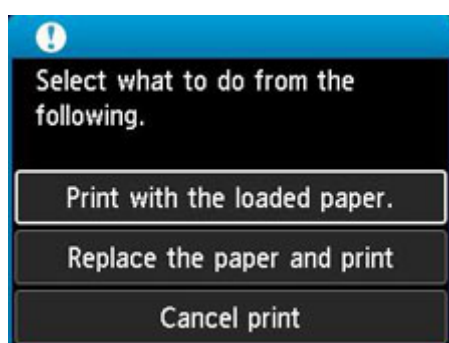 Select what to do from the
following.
Print with the loaded paper.
Replace the paper and print
Cancel print